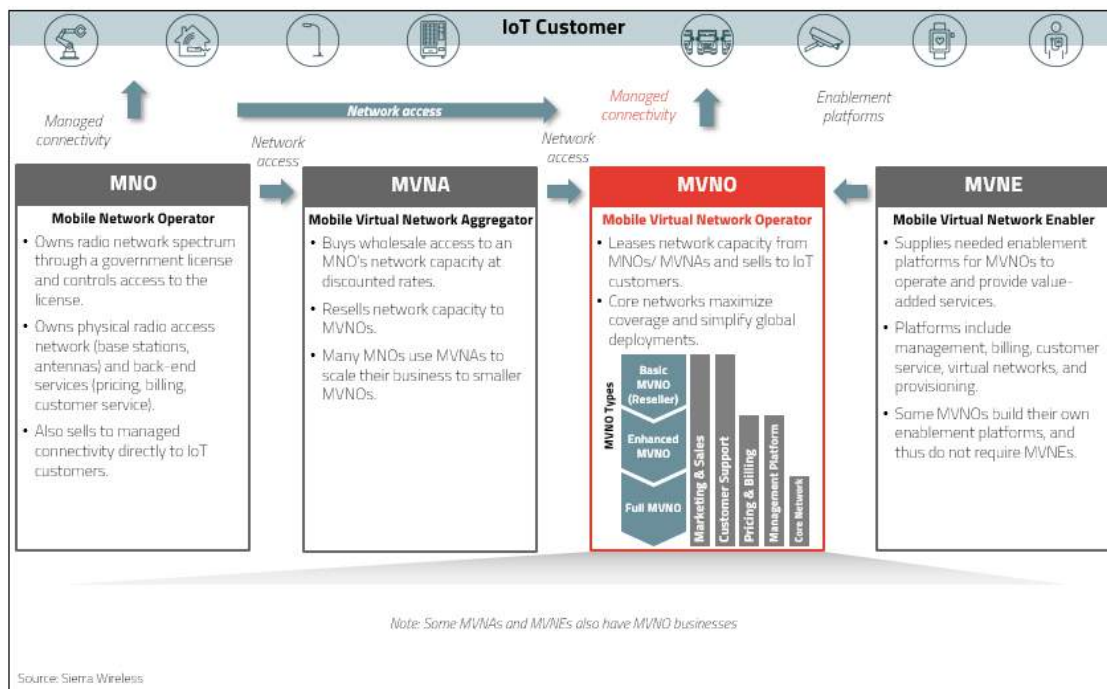 IoT Customer
Managed
connectivity
Network access
Network
access
Network
access
Managed
connectivity
Enablement
platforms
MNO
Mobile Network Operator
• Owns radio network spectrum
through a government license
and controls access to the
license.
• Owns physical radio access
network (base stations,
antennas) and back-end
services (pricing, billing,
customer service).
• Also sells to managed
connectivity directly to IoT
customers.
MVNA
Mobile Virtual Network Aggregator
• Buys wholesale access to an
MNO's network capacity at
discounted rates.
• Resells network capacity to
MVNOs.
• Many MNOs use MVNAs to
scale their business to smaller
MVNOs.
MVNO
Mobile Virtual Network Operator
• Leases network capacity from
MNOs/ MVNAs and sells to IoT
customers.
• Core networks maximize
coverage and simplify global
deployments.
MVNO Types
Basic
MVNO
(Reseller)
Enhanced
MVNO
Full MVNO
Marketing & Sales
Customer Support
Pricing & Billing
Management Platform
Core Network
MVNE
Mobile Virtual Network Enabler
• Supplies needed enablement
platforms for MVNOs to
operate and provide value-
added services.
• Platforms include
management, billing, customer
service, virtual networks, and
provisioning.
• Some MVNOs build their own
enablement platforms, and
thus do not require MVNEs.
Note: Some MVNAs and MVNEs also have MVNO businesses
Source: Sierra Wireless